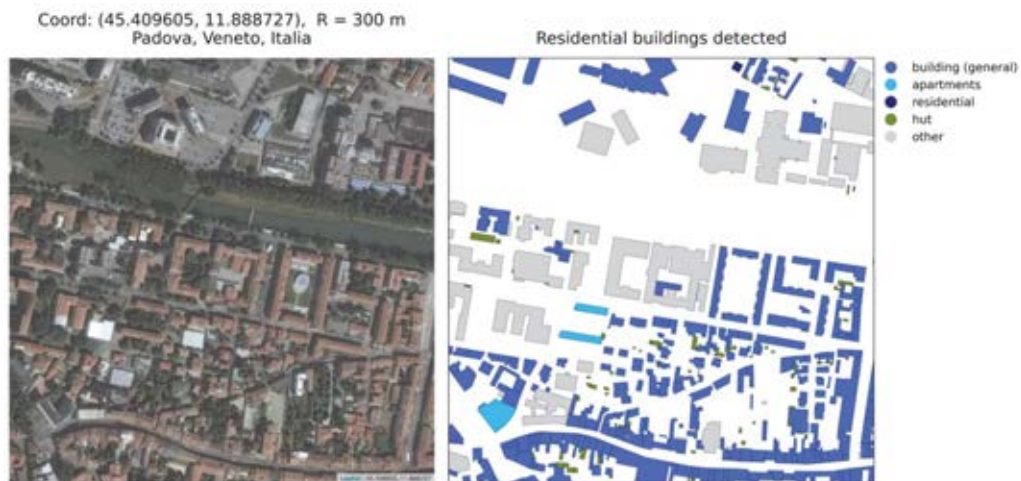 Coord: (45.409605, 11.888727),  R = 300 m
Padova, Veneto, Italia
Residential buildings detected
building (general)
apartments
residential
hut
other